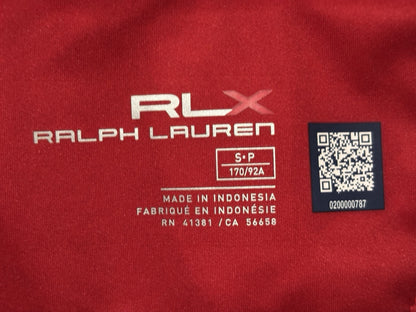 RLX
RALPH LAUREN
S•P
170/92A
MADE IN INDONESIA
FABRIQUÉ EN INDONÉSIE
RN 41381 / CA 56658
0200000787